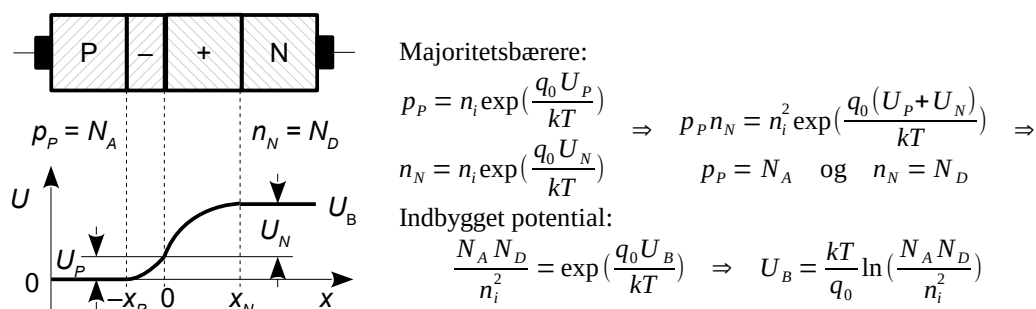 P – + N
p_P = N_A n_N = N_D
U
U_B
U_N
U_P
0
–x_P 0 x_N x
Majoritetsbærere:
p_P = n_i exp(q_0 U_P / kT)
n_N = n_i exp(q_0 U_N / kT)
⇒ p_P n_N = n_i^2 exp(q_0 (U_P + U_N) / kT) ⇒
p_P = N_A og n_N = N_D
Indbygget potential:
N_A N_D / n_i^2 = exp(q_0 U_B / kT) ⇒ U_B = kT / q_0 ln(N_A N_D / n_i^2)